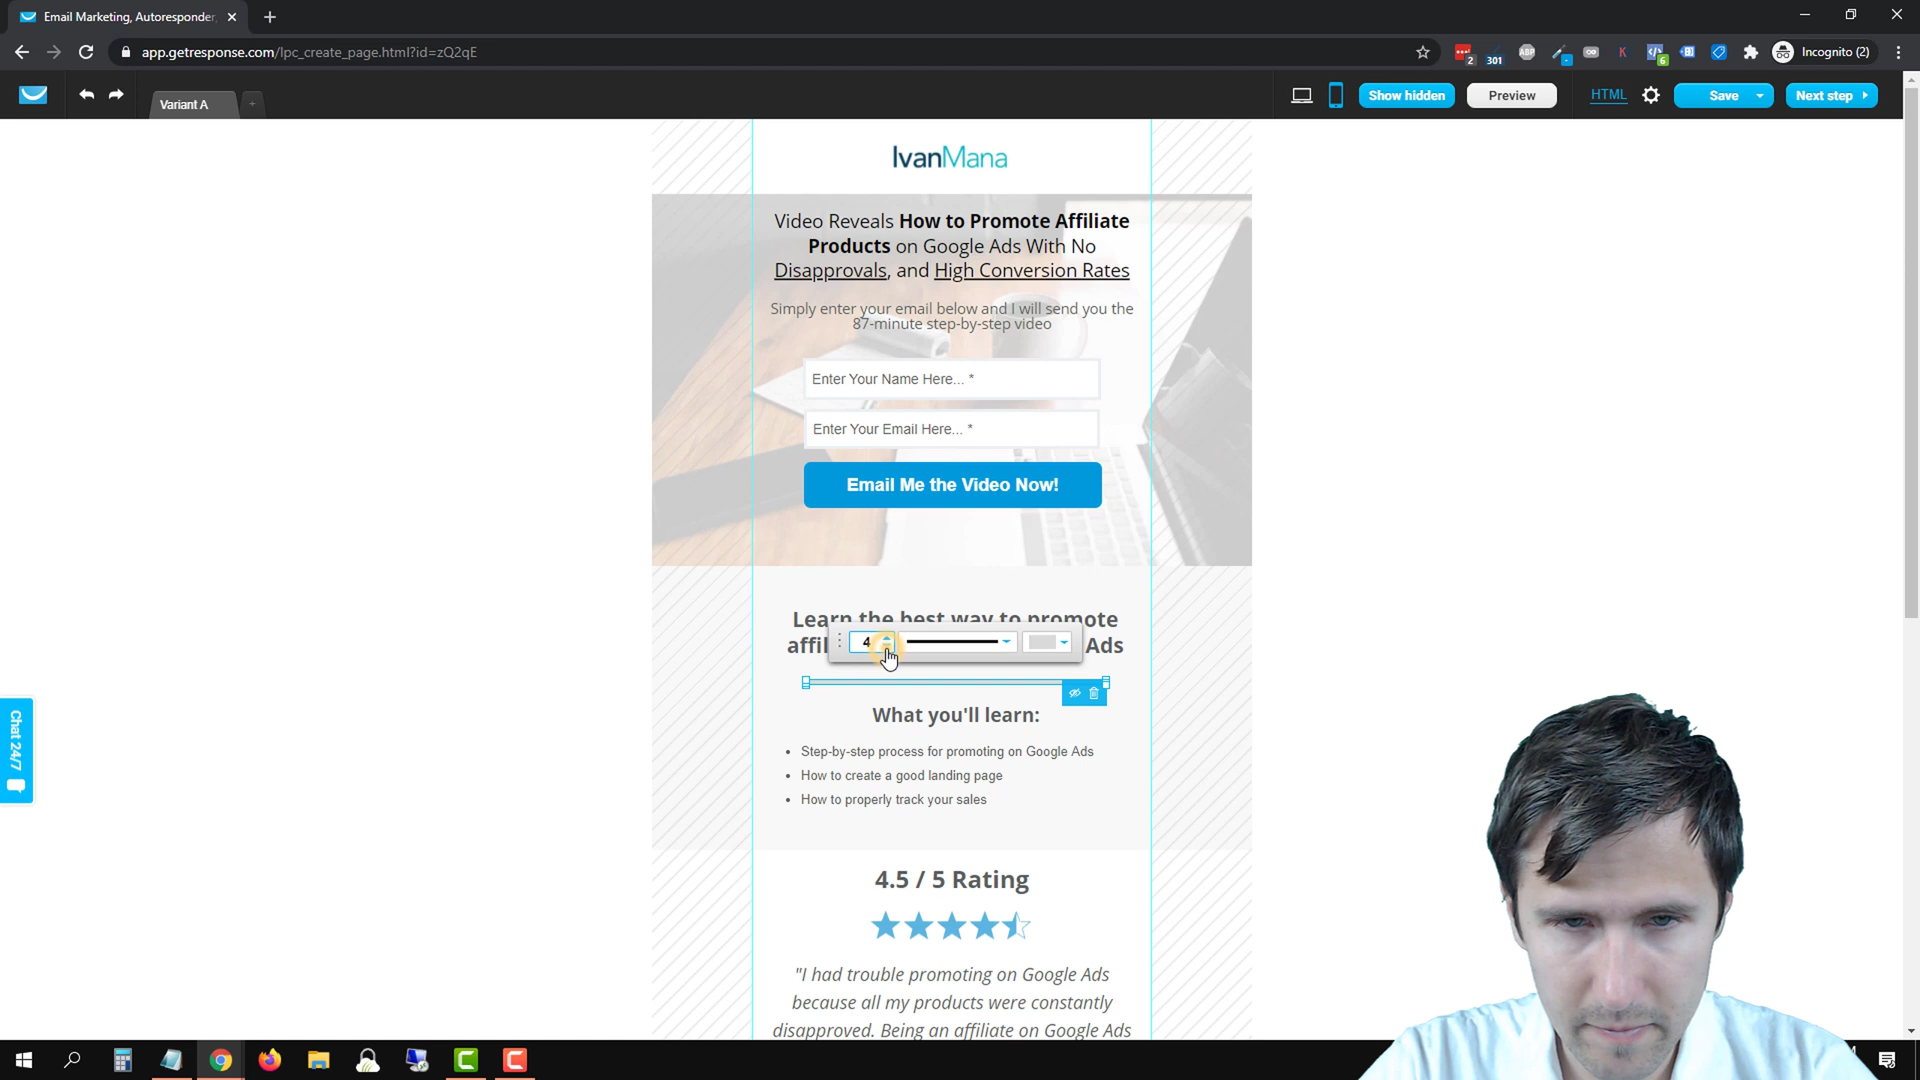 Email Marketing, Autoresponder,
app.getresponse.com/lpc_create_page.html?id=zQ2qE
2
301
ABP
K
6
Incognito (2)
Variant A
Show hidden
Preview
HTML
Save
Next step
IvanMana
Video Reveals How to Promote Affiliate
Products on Google Ads With No
Disapprovals, and High Conversion Rates
Simply enter your email below and I will send you the
87-minute step-by-step video
Enter Your Name Here... *
Enter Your Email Here... *
Email Me the Video Now!
Learn the best way to promote
affil
Ads
4
What you'll learn:
Step-by-step process for promoting on Google Ads
How to create a good landing page
How to properly track your sales
Chat 24/7
4.5 / 5 Rating
"I had trouble promoting on Google Ads
because all my products were constantly
disapproved. Being an affiliate on Google Ads